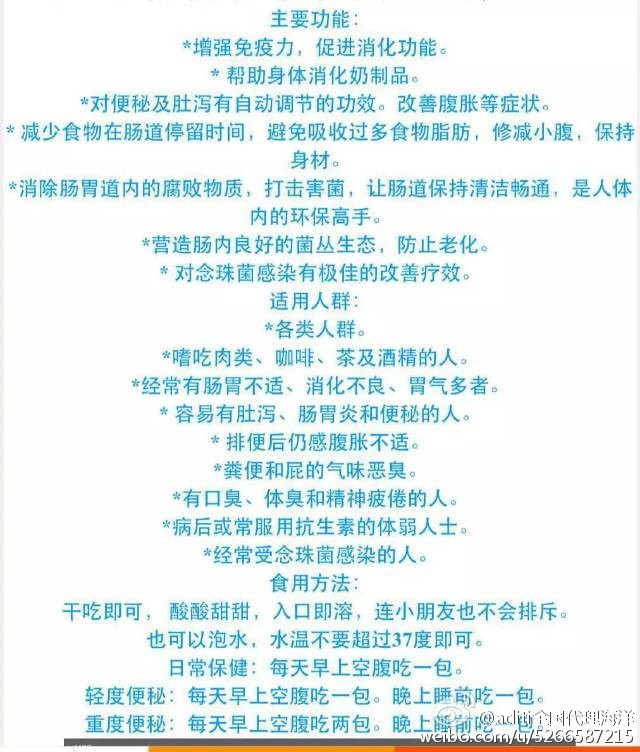 主要功能：
*增强免疫力，促进消化功能。
* 帮助身体消化奶制品。
*对便秘及肚泻有自动调节的功效。改善腹胀等症状。
* 减少食物在肠道停留时间，避免吸收过多食物脂肪，修减小腹，保持
身材。
*消除肠胃道内的腐败物质，打击害菌，让肠道保持清洁畅通，是人体
内的环保高手。
*营造肠内良好的菌丛生态，防止老化。
* 对念珠菌感染有极佳的改善疗效。
适用人群：
*各类人群。
*嗜吃肉类、咖啡、茶及酒精的人。
*经常有肠胃不适、消化不良、胃气多者。
* 容易有肚泻、肠胃炎和便秘的人。
* 排便后仍感腹胀不适。
*粪便和屁的气味恶臭。
*有口臭、体臭和精神疲倦的人。
*病后或常服用抗生素的体弱人士。
*经常受念珠菌感染的人。
食用方法：
干吃即可， 酸酸甜甜，入口即溶，连小朋友也不会排斥。
也可以泡水，水温不要超过37度即可。
日常保健：每天早上空腹吃一包。
轻度便秘：每天早上空腹吃一包。晚上睡前吃一包。
重度便秘：每天早上空腹吃两包。晚上睡前吃一包。
全国代理海洋
weibo.com/u/5266587215